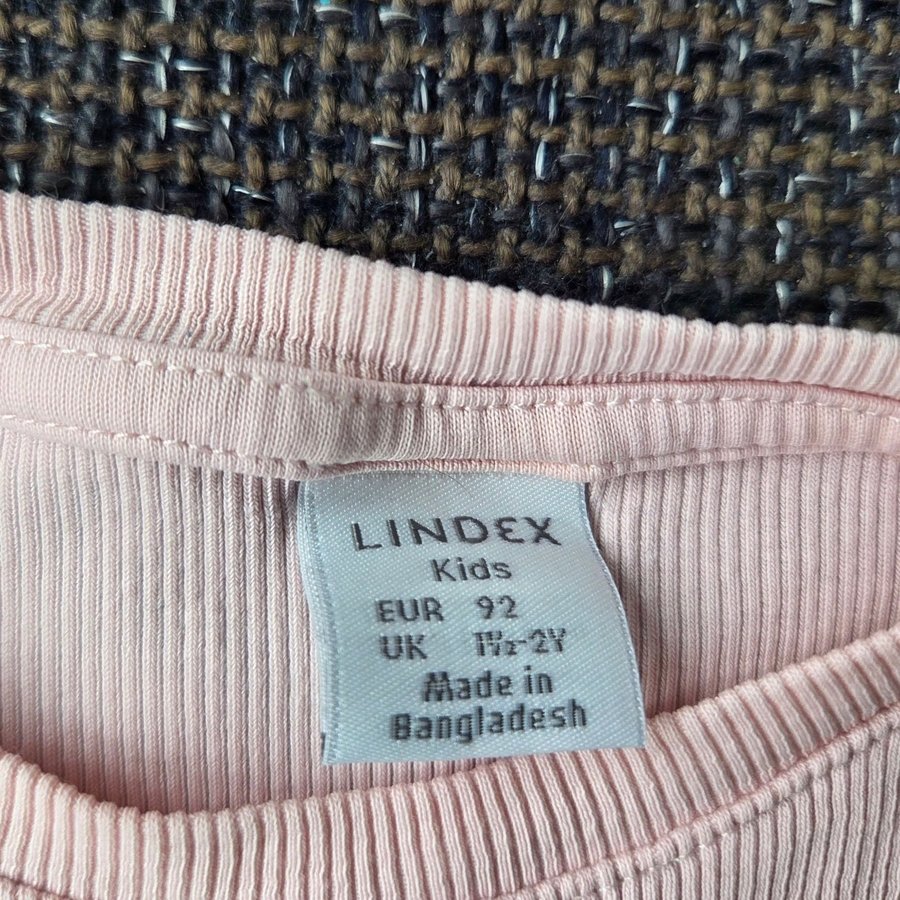 LINDEX
Kids
EUR 92
UK 1½-2Y
Made in
Bangladesh